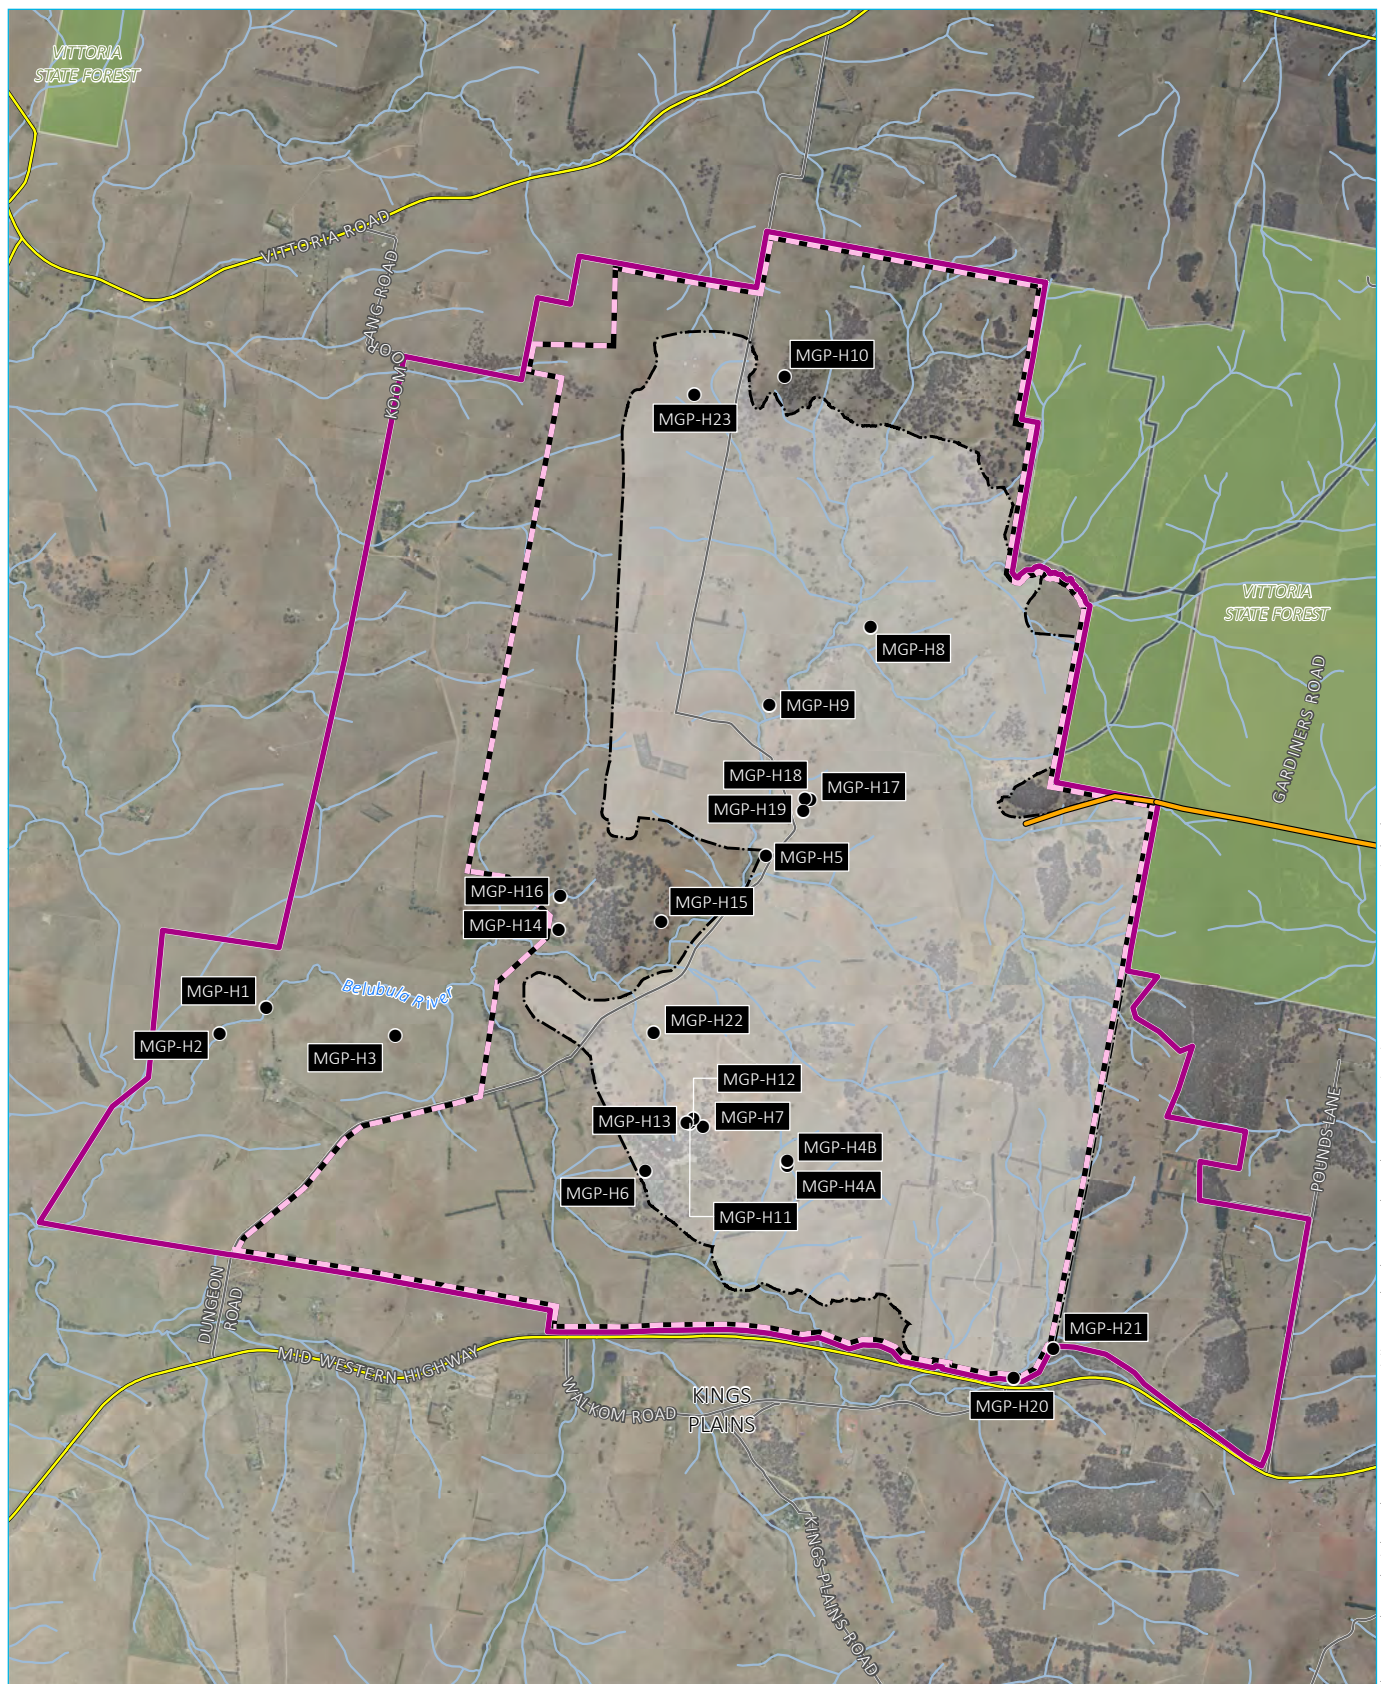 VITTORIA
STATE FOREST
VITTORIA ROAD
KOOMOORANG ROAD
MGP-H10
MGP-H23
VITTORIA
STATE FOREST
MGP-H8
GARDINERS ROAD
MGP-H9
MGP-H18
MGP-H17
MGP-H19
MGP-H5
MGP-H16
MGP-H15
MGP-H14
MGP-H1
Belubula River
MGP-H2
MGP-H3
MGP-H22
MGP-H12
MGP-H13
MGP-H7
MGP-H4B
MGP-H4A
MGP-H6
MGP-H11
POUNDS LANE
DUNGEON
ROAD
MID WESTERN HIGHWAY
MGP-H21
WALKOM ROAD
KINGS
PLAINS
MGP-H20
KINGS PLAINS ROAD